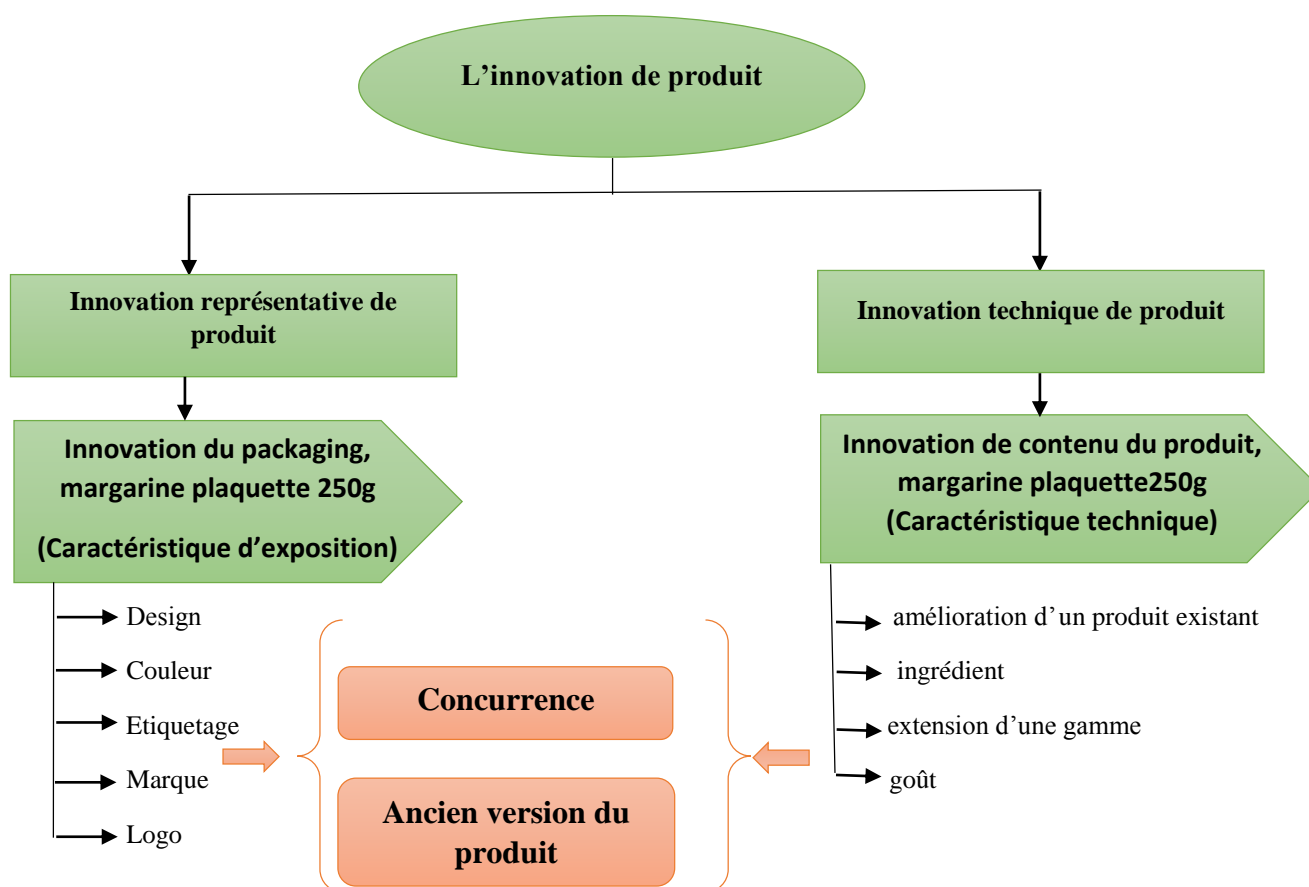 L’innovation de produit
Innovation représentative de
produit
Innovation technique de produit
Innovation du packaging,
margarine plaquette 250g
(Caractéristique d’exposition)
Innovation de contenu du produit,
margarine plaquette250g
(Caractéristique technique)
Design
Couleur
Etiquetage
Marque
Logo
Concurrence
Ancien version du
produit
amélioration d’un produit existant
ingrédient
extension d’une gamme
goût